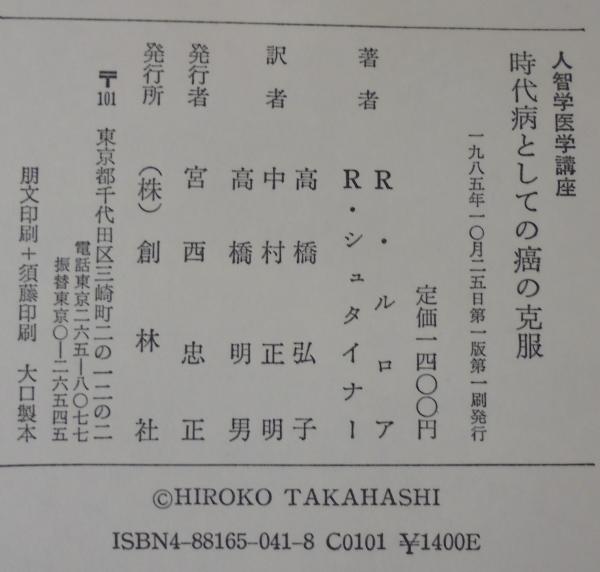 人智学医学講座
時代病としての癌の克服
一九八五年一〇月二五日第一版第一刷発行
定価一四〇〇円
著者 R・ルロア
R・シュタイナー
訳者 高橋弘子
中村正明
高橋明男
発行者 宮西忠正
発行所 (株)創林社
〒101 東京都千代田区三崎町二の一二の二
電話東京二六五―八〇七七
振替東京〇―二六五四五
朋文印刷+須藤印刷 大口製本
©HIROKO TAKAHASHI
ISBN4-88165-041-8 C0101 ¥1400E